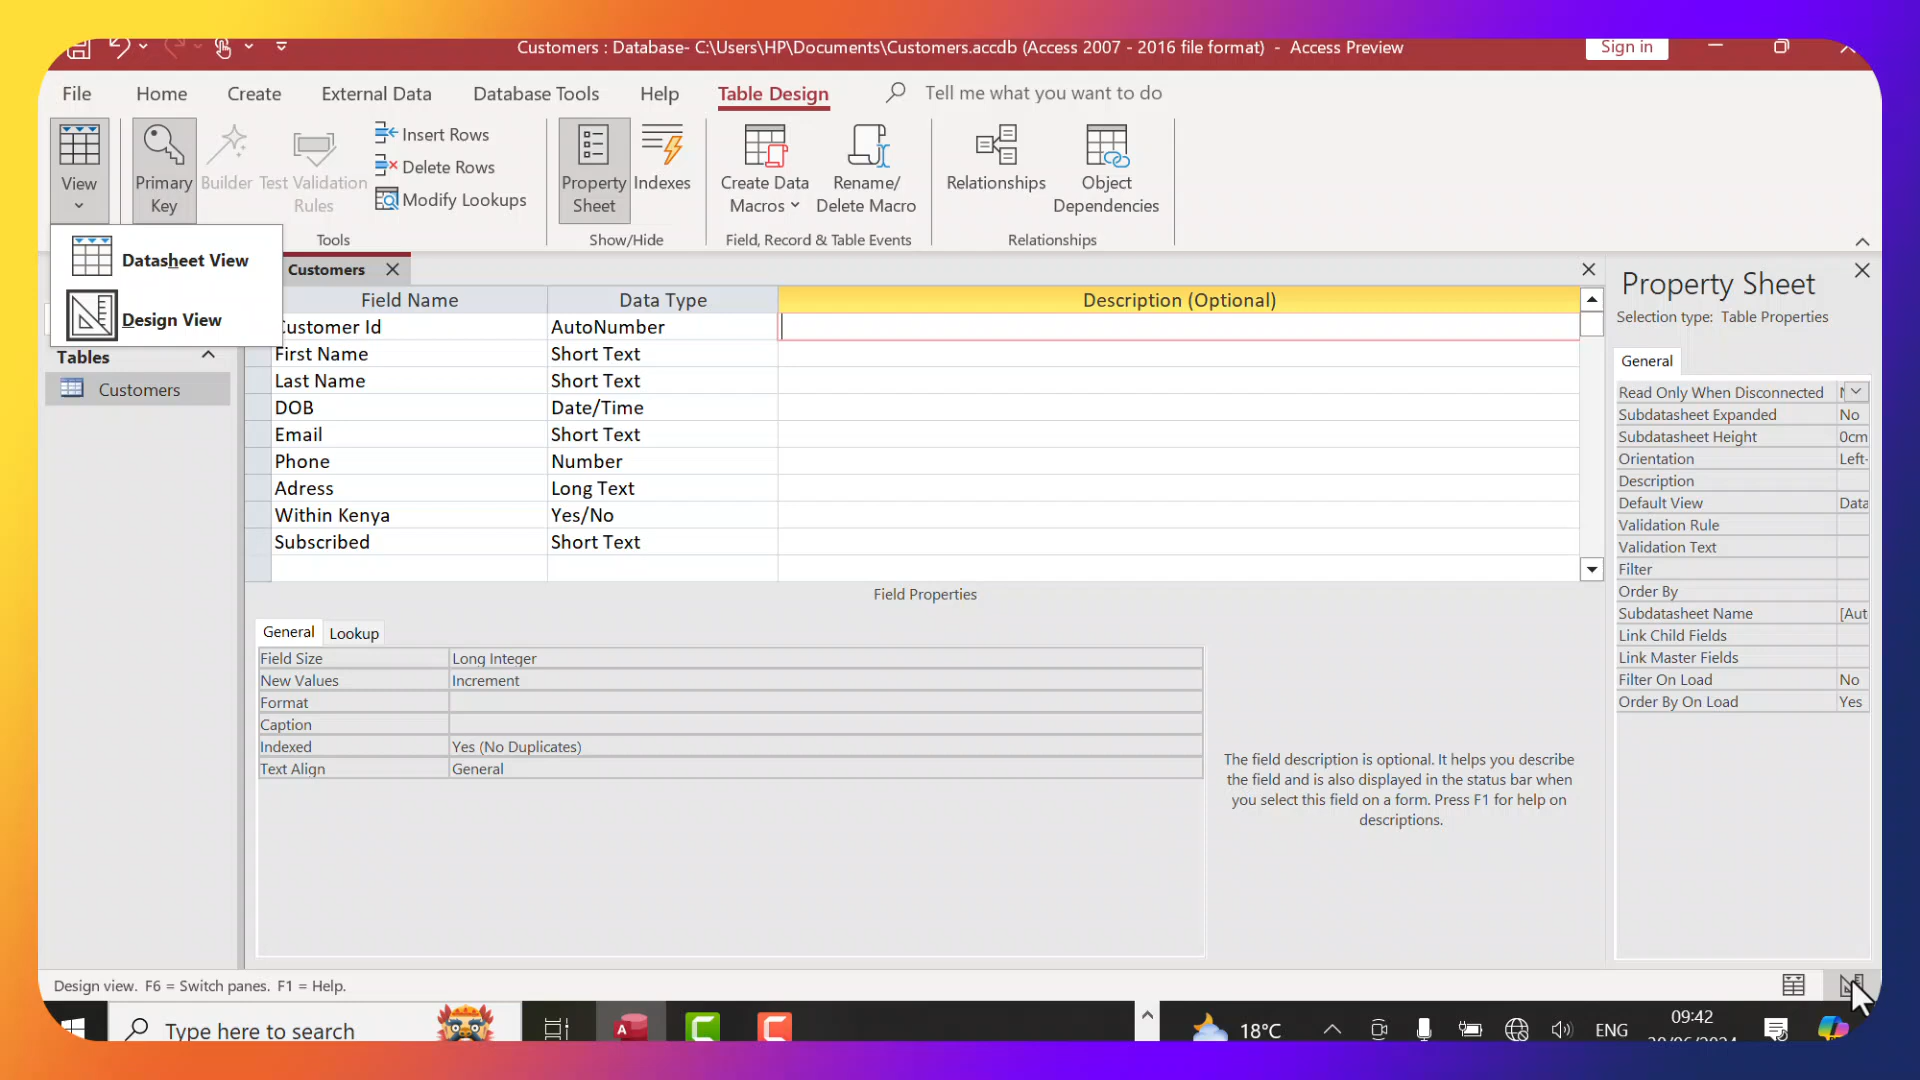 Customers : Database- C:\Users\HP\Documents\Customers.accdb (Access 2007 - 2016 file format) - Access Preview
Sign in
File Home Create External Data Database Tools Help Table Design Tell me what you want to do
View
Primary Key
Builder
Test Validation Rules
Insert Rows
Delete Rows
Modify Lookups
Property Sheet
Indexes
Create Data Macros
Rename/ Delete Macro
Relationships
Object Dependencies
Tools
Show/Hide
Field, Record & Table Events
Relationships
Datasheet View
Design View
Tables
Customers
Customers
Field Name Data Type Description (Optional)
Customer Id AutoNumber
First Name Short Text
Last Name Short Text
DOB Date/Time
Email Short Text
Phone Number
Adress Long Text
Within Kenya Yes/No
Subscribed Short Text
Field Properties
General Lookup
Field Size Long Integer
New Values Increment
Format
Caption
Indexed Yes (No Duplicates)
Text Align General
The field description is optional. It helps you describe
the field and is also displayed in the status bar when
you select this field on a form. Press F1 for help on
descriptions.
Property Sheet
Selection type: Table Properties
General
Read Only When Disconnected
Subdatasheet Expanded No
Subdatasheet Height 0cm
Orientation Left-
Description
Default View Data
Validation Rule
Validation Text
Filter
Order By
Subdatasheet Name [Aut
Link Child Fields
Link Master Fields
Filter On Load No
Order By On Load Yes
Design view. F6 = Switch panes. F1 = Help.
Type here to search
18°C
ENG
09:42